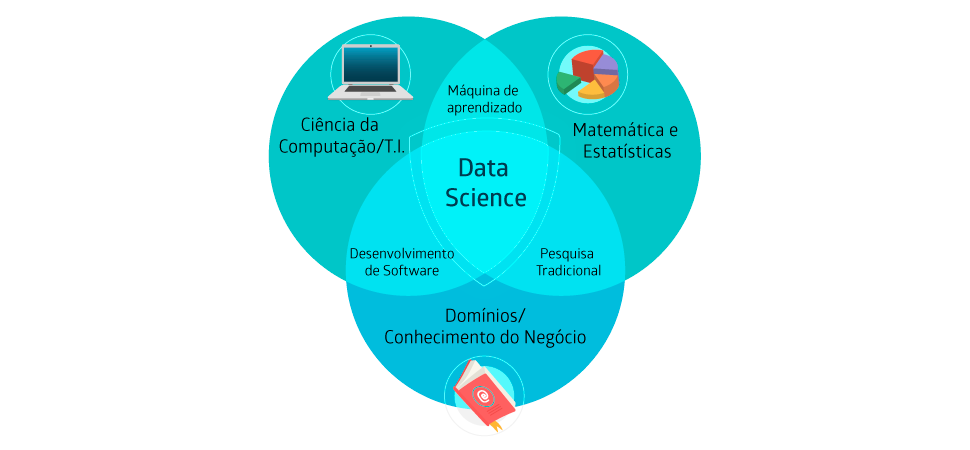 Máquina de
aprendizado
Ciência da
Computação/T.I.
Matemática e
Estatísticas
Data
Science
Desenvolvimento
de Software
Pesquisa
Tradicional
Domínios/
Conhecimento do Negócio